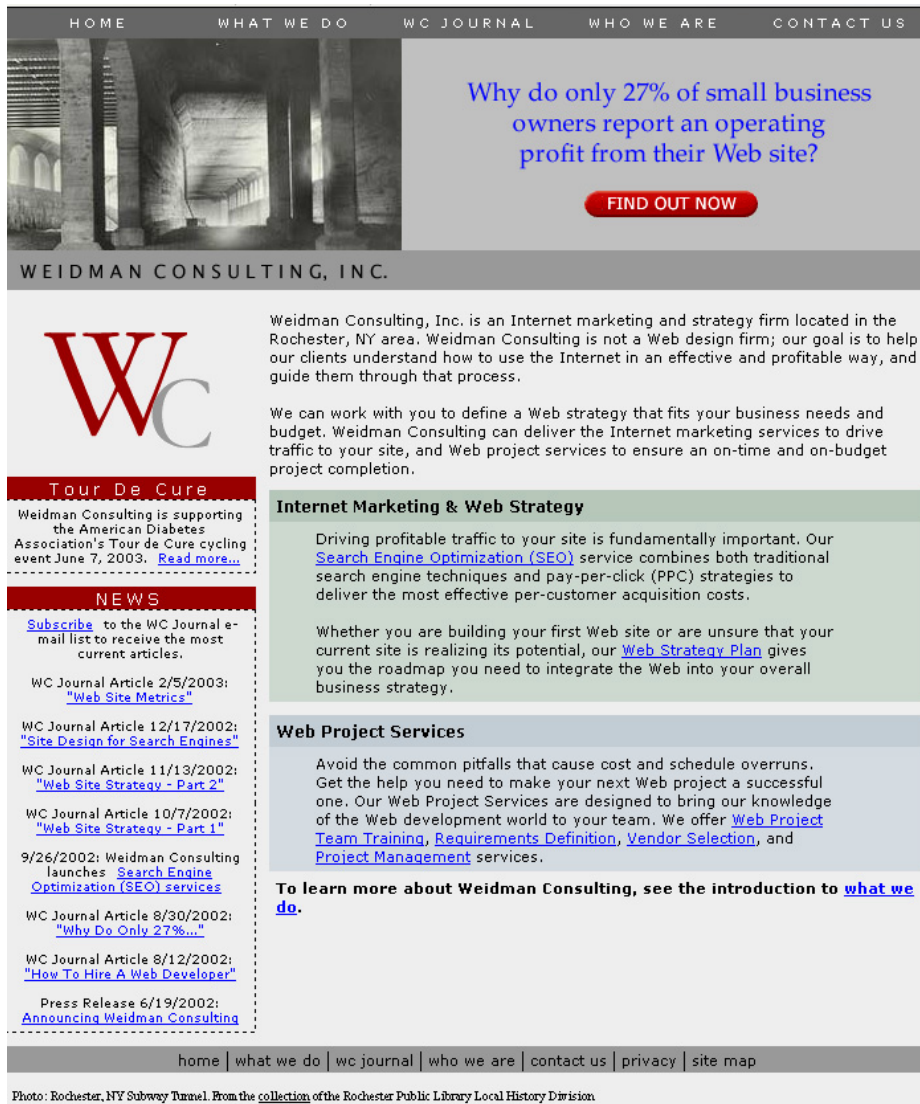 HOME WHAT WE DO WC JOURNAL WHO WE ARE CONTACT US
Why do only 27% of small business
owners report an operating
profit from their Web site?
FIND OUT NOW
WEIDMAN CONSULTING, INC.
WC
Tour De Cure
Weidman Consulting is supporting
the American Diabetes
Association's Tour de Cure cycling
event June 7, 2003. Read more...
NEWS
Subscribe to the WC Journal e-
mail list to receive the most
current articles.
WC Journal Article 2/5/2003:
"Web Site Metrics"
WC Journal Article 12/17/2002:
"Site Design for Search Engines"
WC Journal Article 11/13/2002:
"Web Site Strategy - Part 2"
WC Journal Article 10/7/2002:
"Web Site Strategy - Part 1"
9/26/2002: Weidman Consulting
launches Search Engine
Optimization (SEO) services
WC Journal Article 8/30/2002:
"Why Do Only 27%..."
WC Journal Article 8/12/2002:
"How To Hire A Web Developer"
Press Release 6/19/2002:
Announcing Weidman Consulting
Weidman Consulting, Inc. is an Internet marketing and strategy firm located in the
Rochester, NY area. Weidman Consulting is not a Web design firm; our goal is to help
our clients understand how to use the Internet in an effective and profitable way, and
guide them through that process.
We can work with you to define a Web strategy that fits your business needs and
budget. Weidman Consulting can deliver the Internet marketing services to drive
traffic to your site, and Web project services to ensure an on-time and on-budget
project completion.
Internet Marketing & Web Strategy
Driving profitable traffic to your site is fundamentally important. Our
Search Engine Optimization (SEO) service combines both traditional
search engine techniques and pay-per-click (PPC) strategies to
deliver the most effective per-customer acquisition costs.
Whether you are building your first Web site or are unsure that your
current site is realizing its potential, our Web Strategy Plan gives
you the roadmap you need to integrate the Web into your overall
business strategy.
Web Project Services
Avoid the common pitfalls that cause cost and schedule overruns.
Get the help you need to make your next Web project a successful
one. Our Web Project Services are designed to bring our knowledge
of the Web development world to your team. We offer Web Project
Team Training, Requirements Definition, Vendor Selection, and
Project Management services.
To learn more about Weidman Consulting, see the introduction to what we
do.
home | what we do | wc journal | who we are | contact us | privacy | site map
Photo: Rochester, NY Subway Tunnel. From the collection of the Rochester Public Library Local History Division